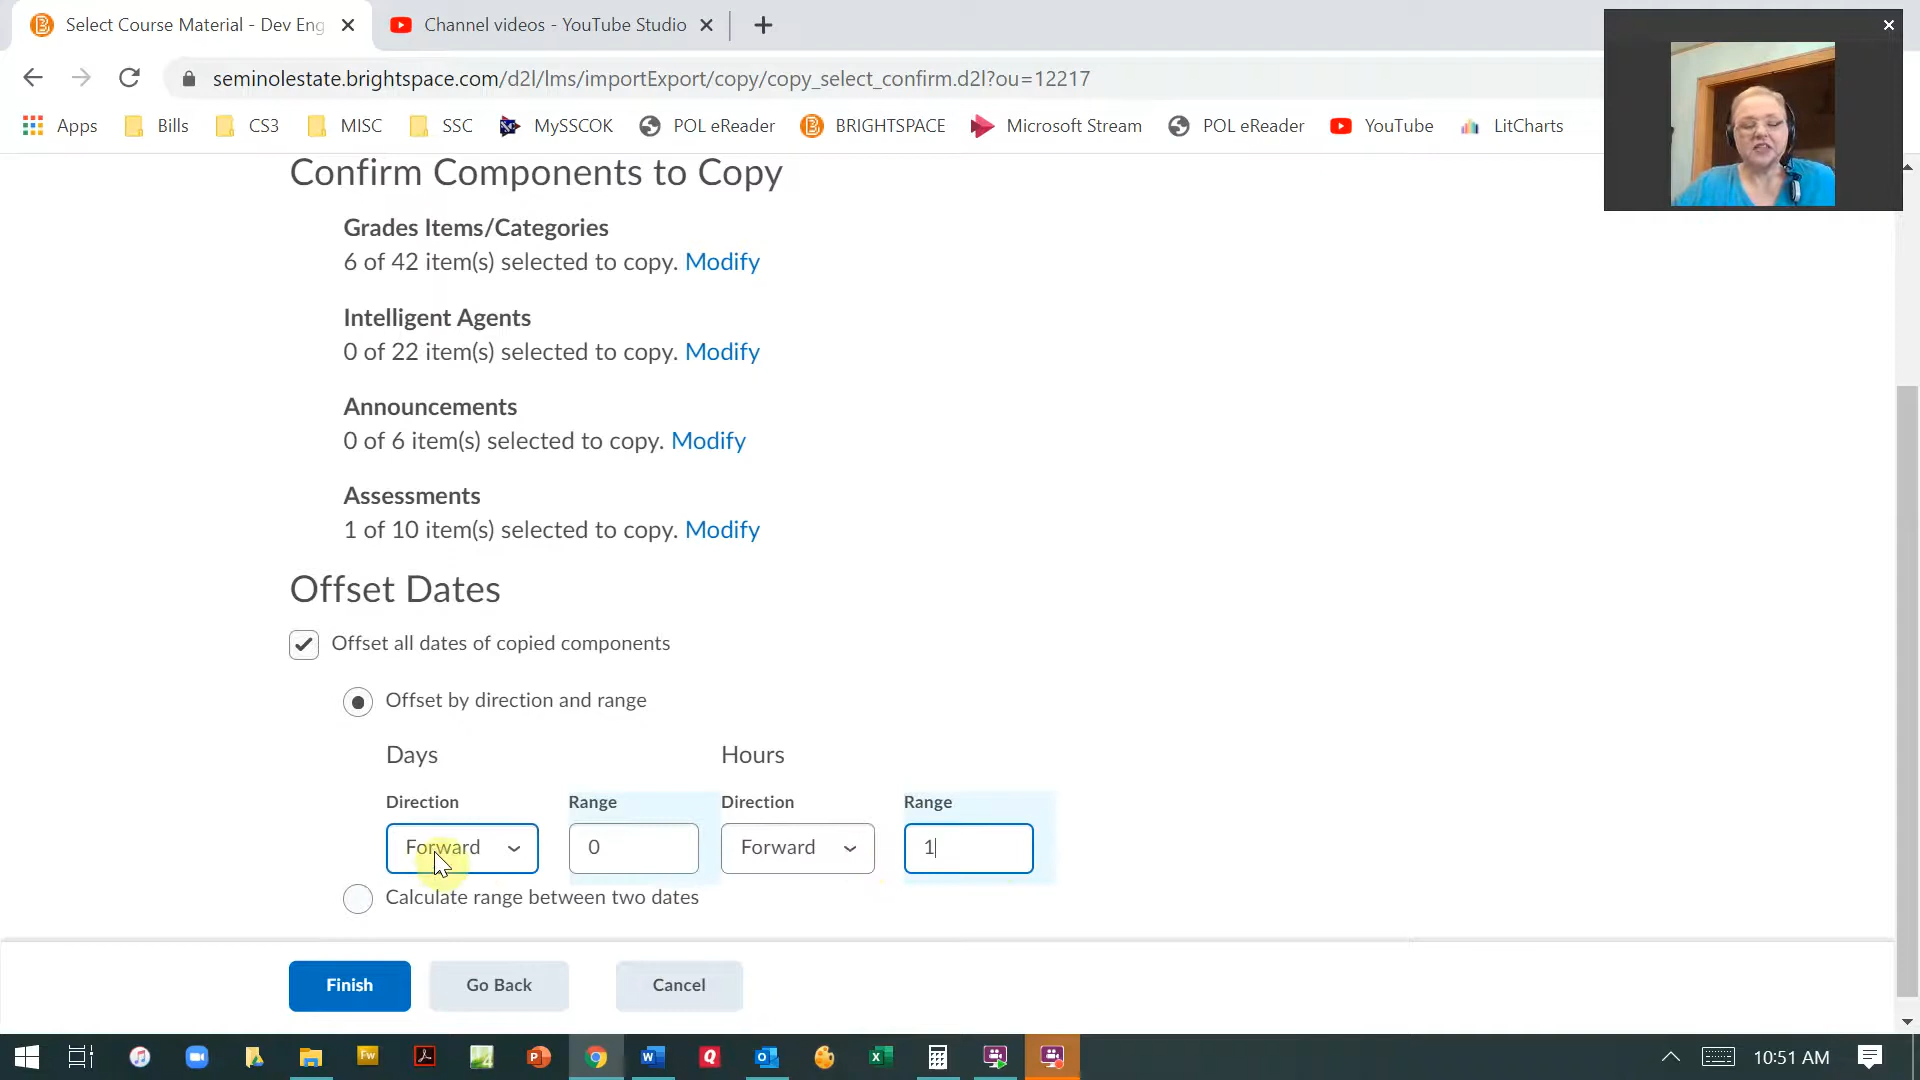 Select Course Material - Dev Eng
Channel videos - YouTube Studio
seminolestate.brightspace.com/d2l/lms/importExport/copy/copy_select_confirm.d2l?ou=12217
Apps Bills CS3 MISC SSC MySSCOK POL eReader BRIGHTSPACE Microsoft Stream POL eReader YouTube LitCharts
Confirm Components to Copy
Grades Items/Categories
6 of 42 item(s) selected to copy. Modify
Intelligent Agents
0 of 22 item(s) selected to copy. Modify
Announcements
0 of 6 item(s) selected to copy. Modify
Assessments
1 of 10 item(s) selected to copy. Modify
Offset Dates
Offset all dates of copied components
Offset by direction and range
Days Hours
Direction Range Direction Range
Forward 0 Forward 1
Calculate range between two dates
Finish Go Back Cancel
10:51 AM